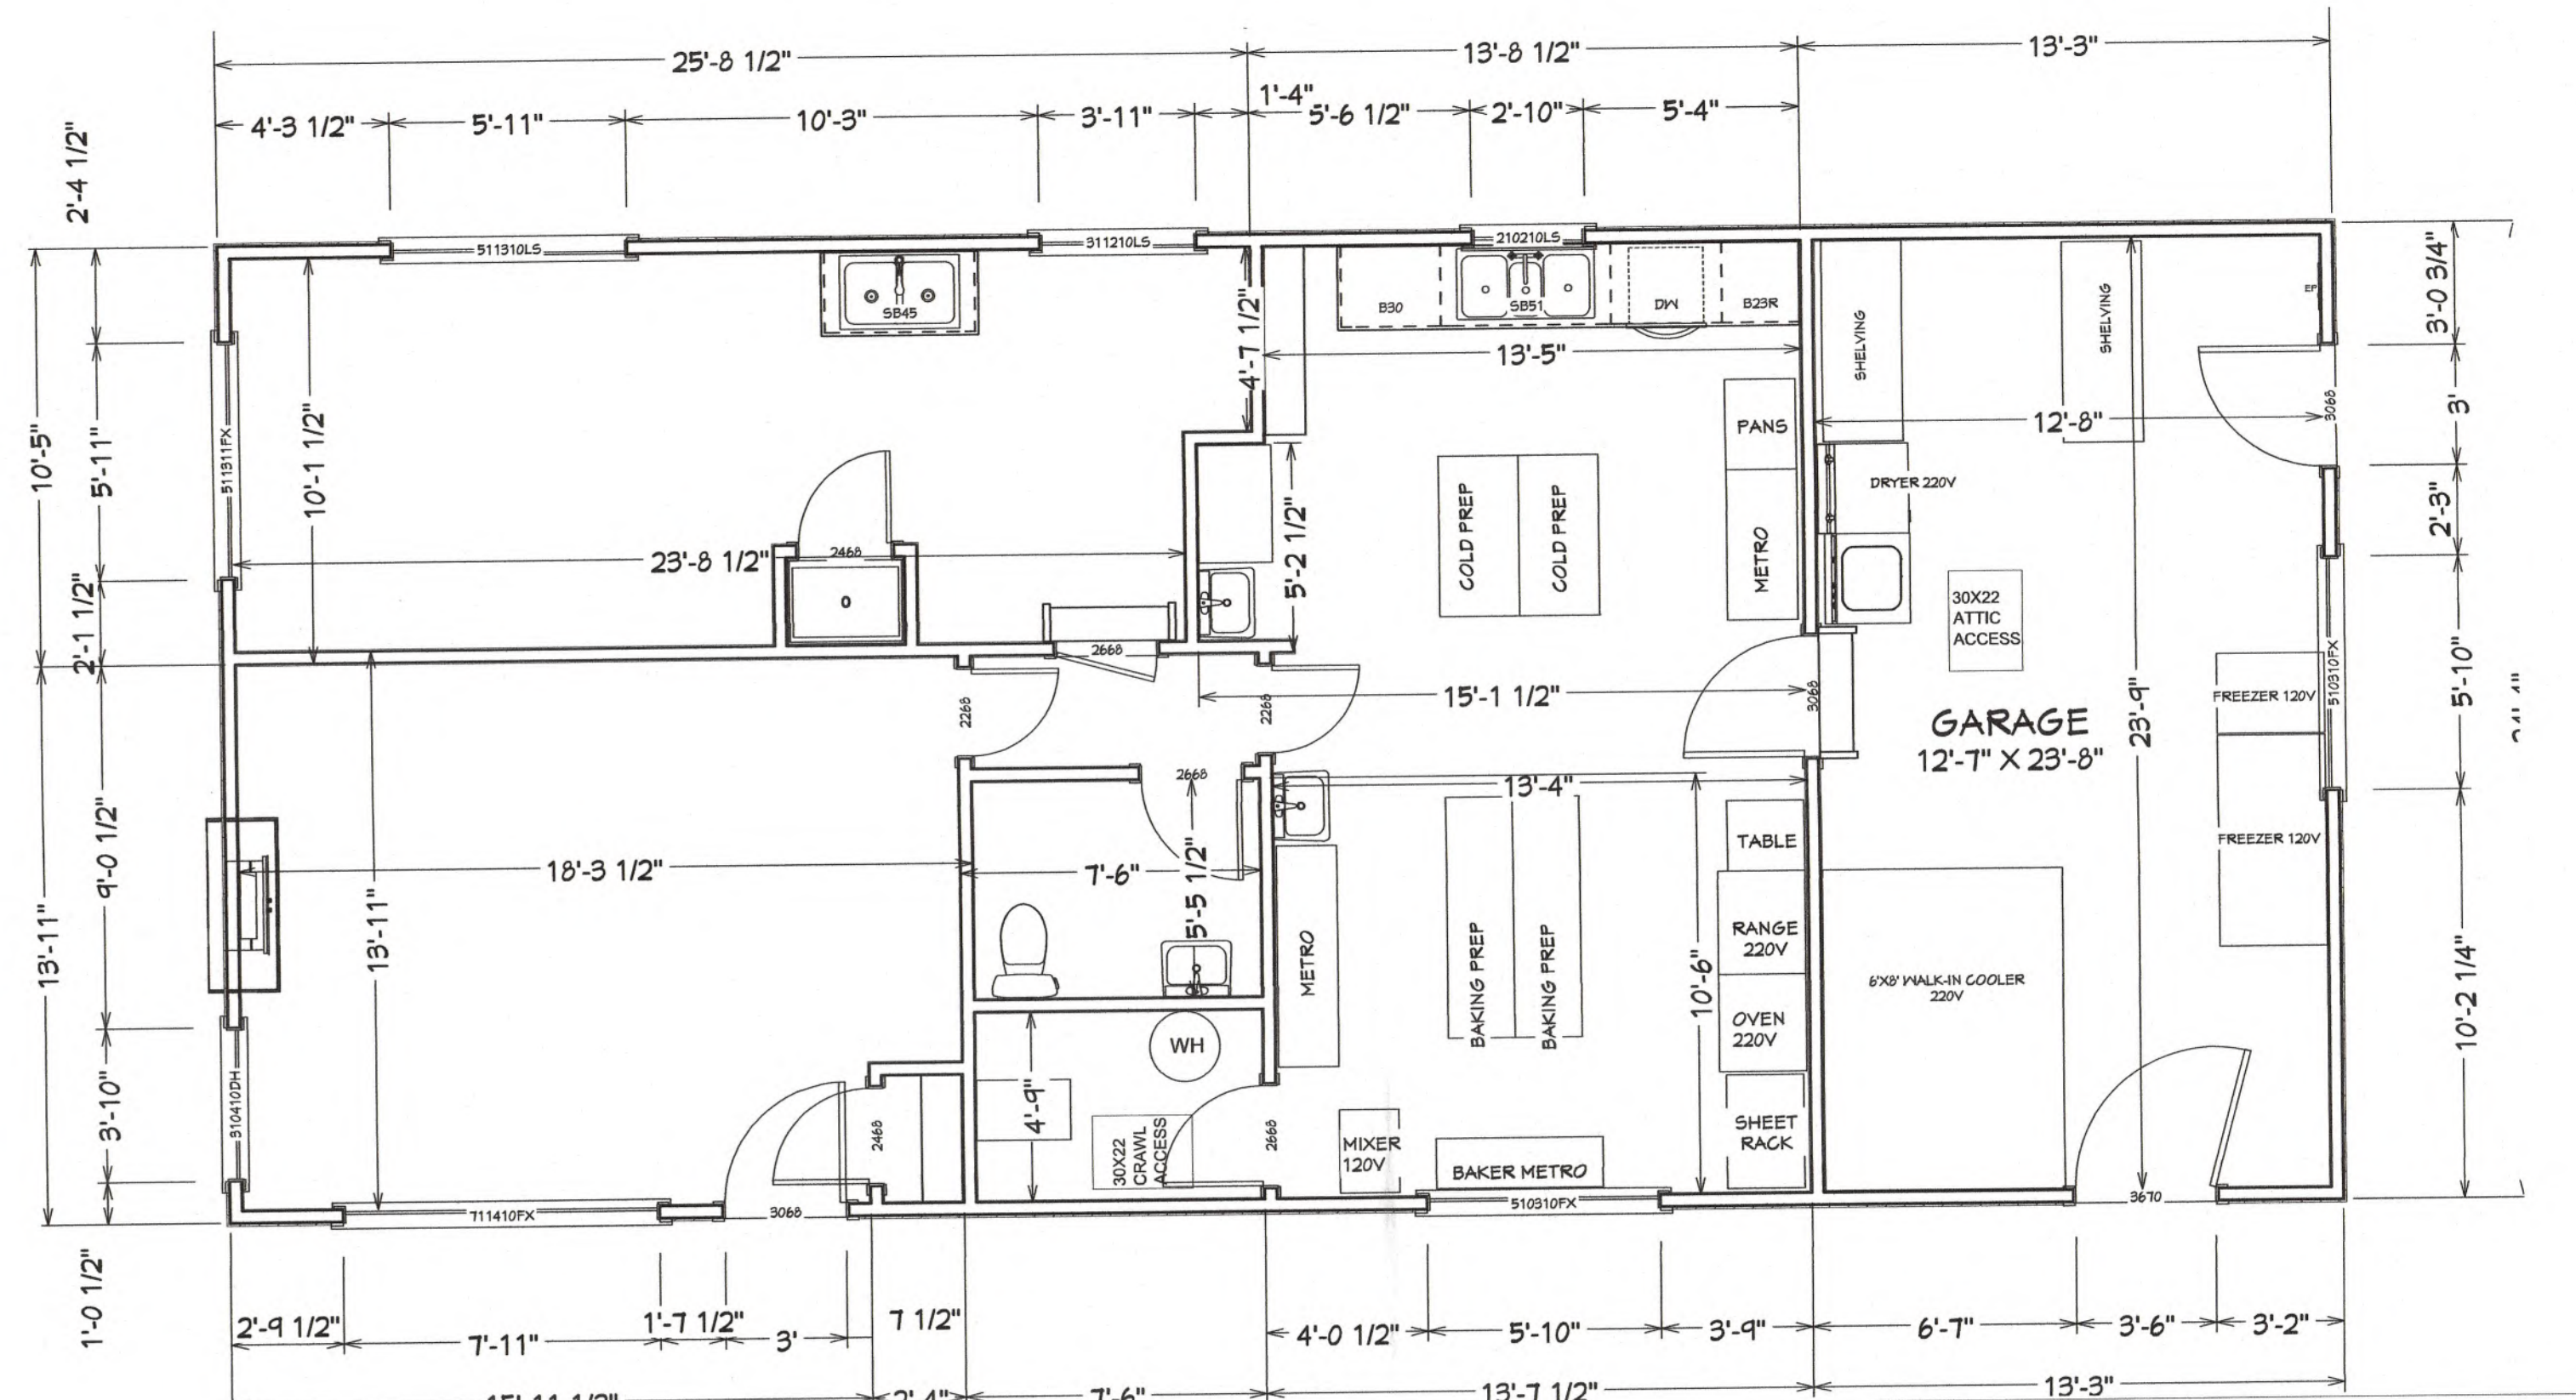 25'-8 1/2"
13'-8 1/2"
13'-3"
4'-3 1/2"
5'-11"
10'-3"
3'-11"
1'-4"
5'-6 1/2"
2'-10"
5'-4"
2'-4 1/2"
10'-5"
5'-11"
2'-1 1/2"
13'-11"
9'-0 1/2"
3'-10"
1'-0 1/2"
511310LS
311210LS
210210LS
511311FX
10'-1 1/2"
SB45
4'-7 1/2"
B30
SB51
DW
B23R
13'-5"
PANS
METRO
COLD PREP
COLD PREP
5'-2 1/2"
23'-8 1/2"
2468
0
2668
2268
2268
15'-1 1/2"
3068
SHELVING
SHELVING
EP
12'-8"
3068
DRYER 220V
30X22
ATTIC
ACCESS
GARAGE
12'-7" X 23'-8"
23'-9"
FREEZER 120V
FREEZER 120V
510310FX
3'-0 3/4"
3'
2'-3"
5'-10"
10'-2 1/4"
2668
13'-4"
18'-3 1/2"
13'-11"
7'-6"
5'-5 1/2"
METRO
BAKING PREP
BAKING PREP
10'-6"
TABLE
RANGE
220V
OVEN
220V
SHEET
RACK
6'X8' WALK-IN COOLER
220V
WH
4'-9"
30X22
CRAWL
ACCESS
2668
2468
MIXER
120V
BAKER METRO
310410DH
711410FX
3068
510310FX
3670
2'-9 1/2"
7'-11"
1'-7 1/2"
3'
7 1/2"
4'-0 1/2"
5'-10"
3'-9"
6'-7"
3'-6"
3'-2"
15'-11 1/2"
2'-4"
7'-6"
13'-7 1/2"
13'-3"